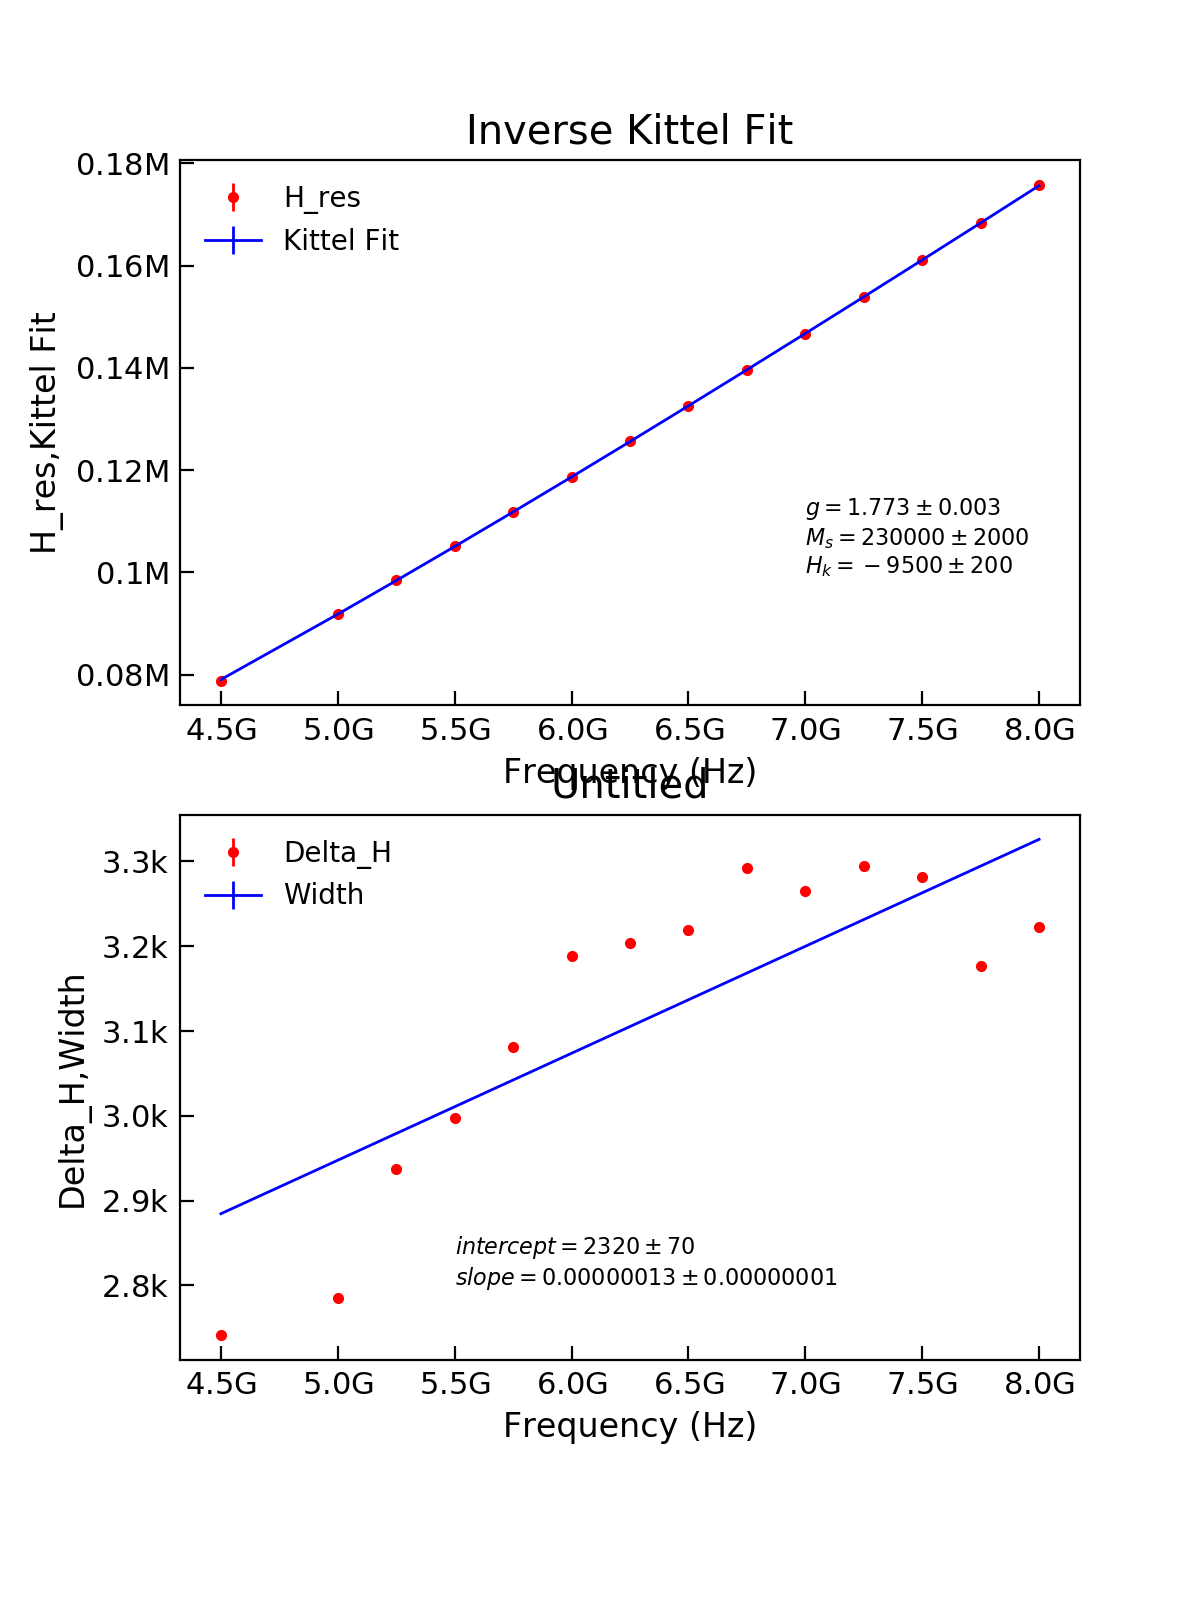 Inverse Kittel Fit
0.18M
0.16M
0.14M
0.12M
0.1M
0.08M
H_res,Kittel Fit
H_res
Kittel Fit
g = 1.773 ± 0.003
M_s = 230000 ± 2000
H_k = − 9500 ± 200
4.5G 5.0G 5.5G 6.0G 6.5G 7.0G 7.5G 8.0G
Frequency (Hz)
Untitled
3.3k
3.2k
3.1k
3.0k
2.9k
2.8k
Delta_H,Width
Delta_H
Width
intercept = 2320 ± 70
slope = 0.00000013 ± 0.00000001
4.5G 5.0G 5.5G 6.0G 6.5G 7.0G 7.5G 8.0G
Frequency (Hz)